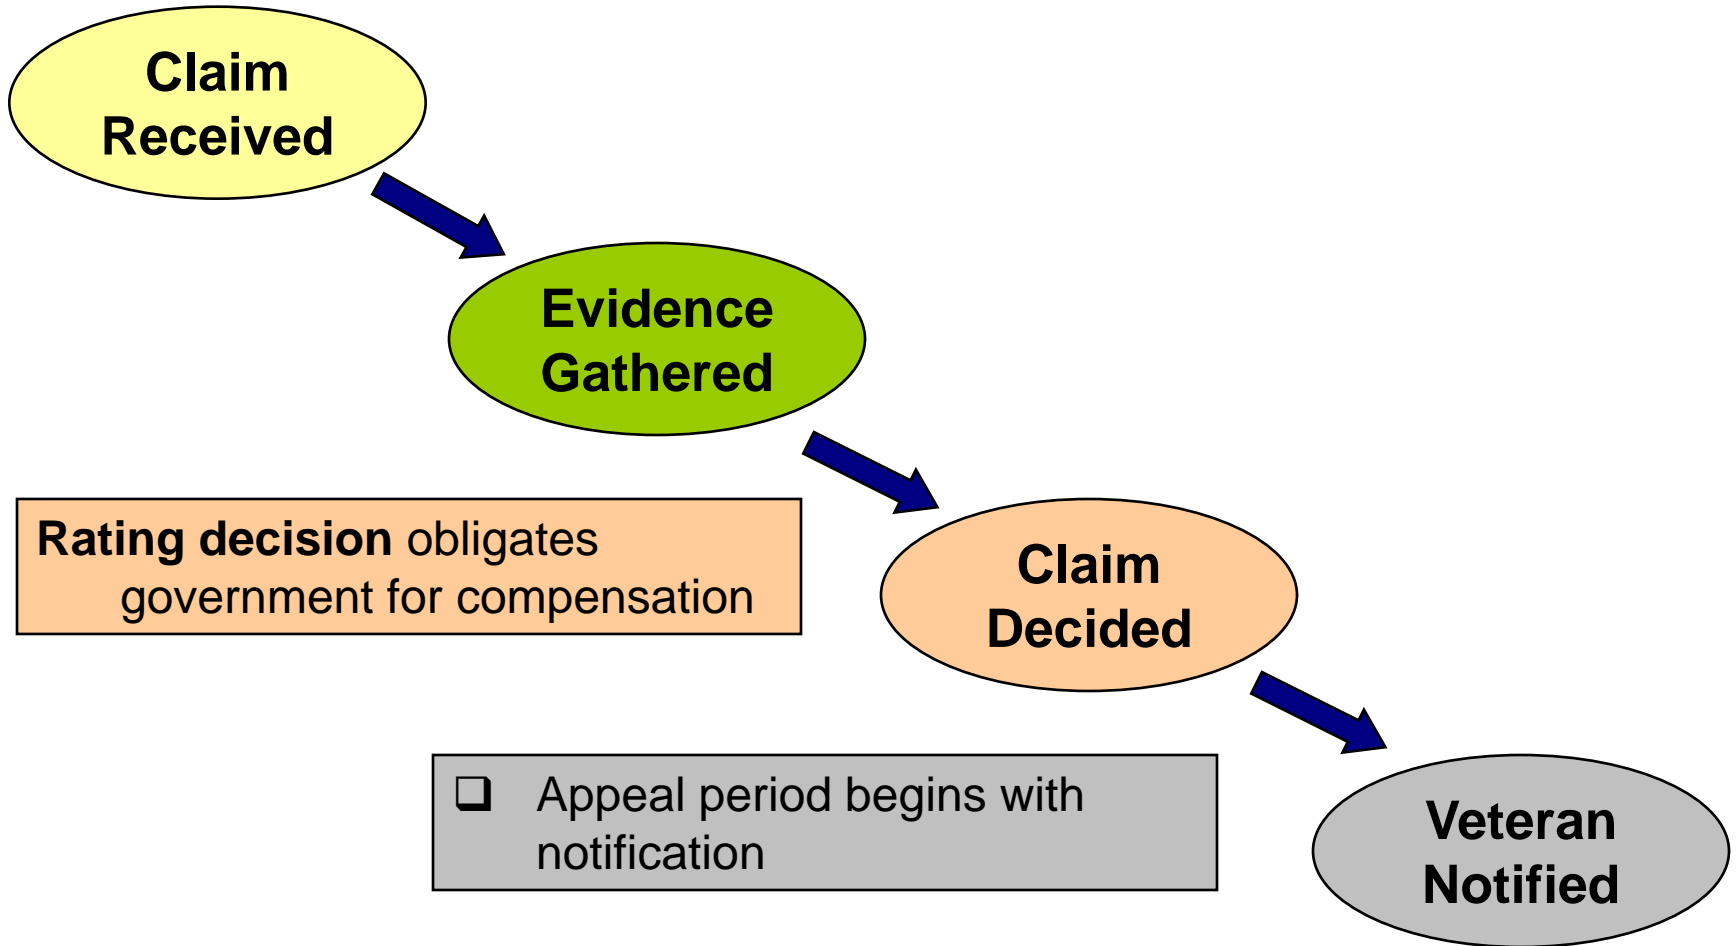 Claim
Received
Evidence
Gathered
Rating decision obligates
government for compensation
Claim
Decided
❑ Appeal period begins with
notification
Veteran
Notified